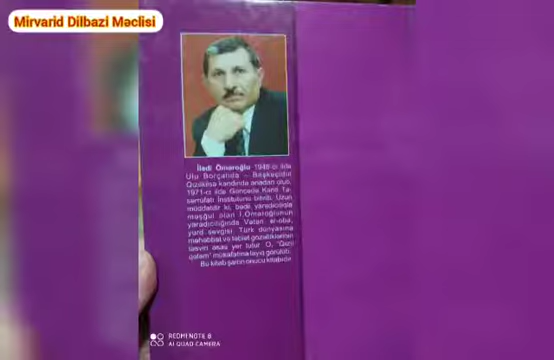 Mirvarid Dilbazi Məclisi
İladi Öməroğlu 1948-ci ildə
Ulu Borçalıda – Başkeçidin
Qızılkilsə kəndində anadan olub.
1971-ci ildə Gəncədə Kənd Tə-
sərrüfatı İnstitutunu bitirib. Uzun
müddətdir ki, bədii yaradıcılıqla
məşğul olan İ.Öməroğlunun
yaradıcılığında Vətən, el-oba,
yurd sevgisi, Türk dünyasına
məhəbbət və təbiət gözəlliklərinin
təsviri əsas yer tutur. O, "Qızıl
qələm" mükafatına layiq görülüb.
Bu kitab şairin onuncu kitabıdır.
REDMI NOTE 8
AI QUAD CAMERA